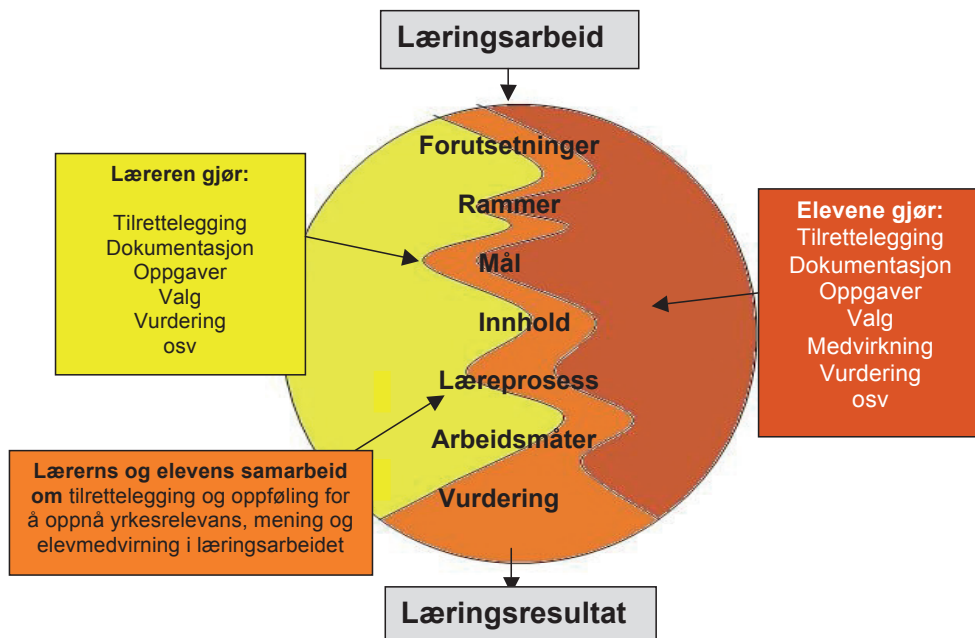 Læringsarbeid
Forutsetninger
Rammer
Mål
Innhold
Læreprosess
Arbeidsmåter
Vurdering
Læreren gjør:
Tilrettelegging
Dokumentasjon
Oppgaver
Valg
Vurdering
osv
Elevene gjør:
Tilrettelegging
Dokumentasjon
Oppgaver
Valg
Medvirkning
Vurdering
osv
Lærerns og elevens samarbeid
om tilrettelegging og oppføling for
å oppnå yrkesrelevans, mening og
elevmedvirning i læringsarbeidet
Læringsresultat